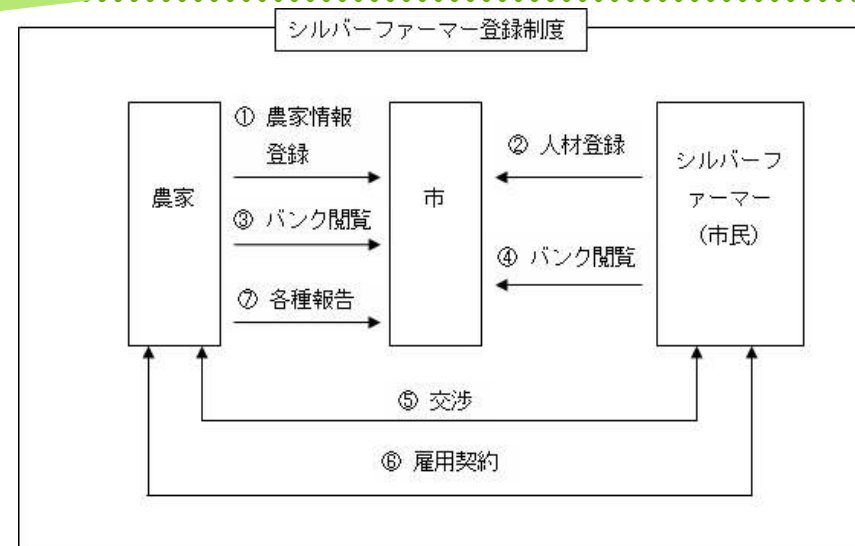 シルバーファーマー登録制度
農家
① 農家情報
登録
③ バンク閲覧
⑦ 各種報告
市
② 人材登録
④ バンク閲覧
シルバーフ
ァーマー
(市民)
⑤ 交渉
⑥ 雇用契約